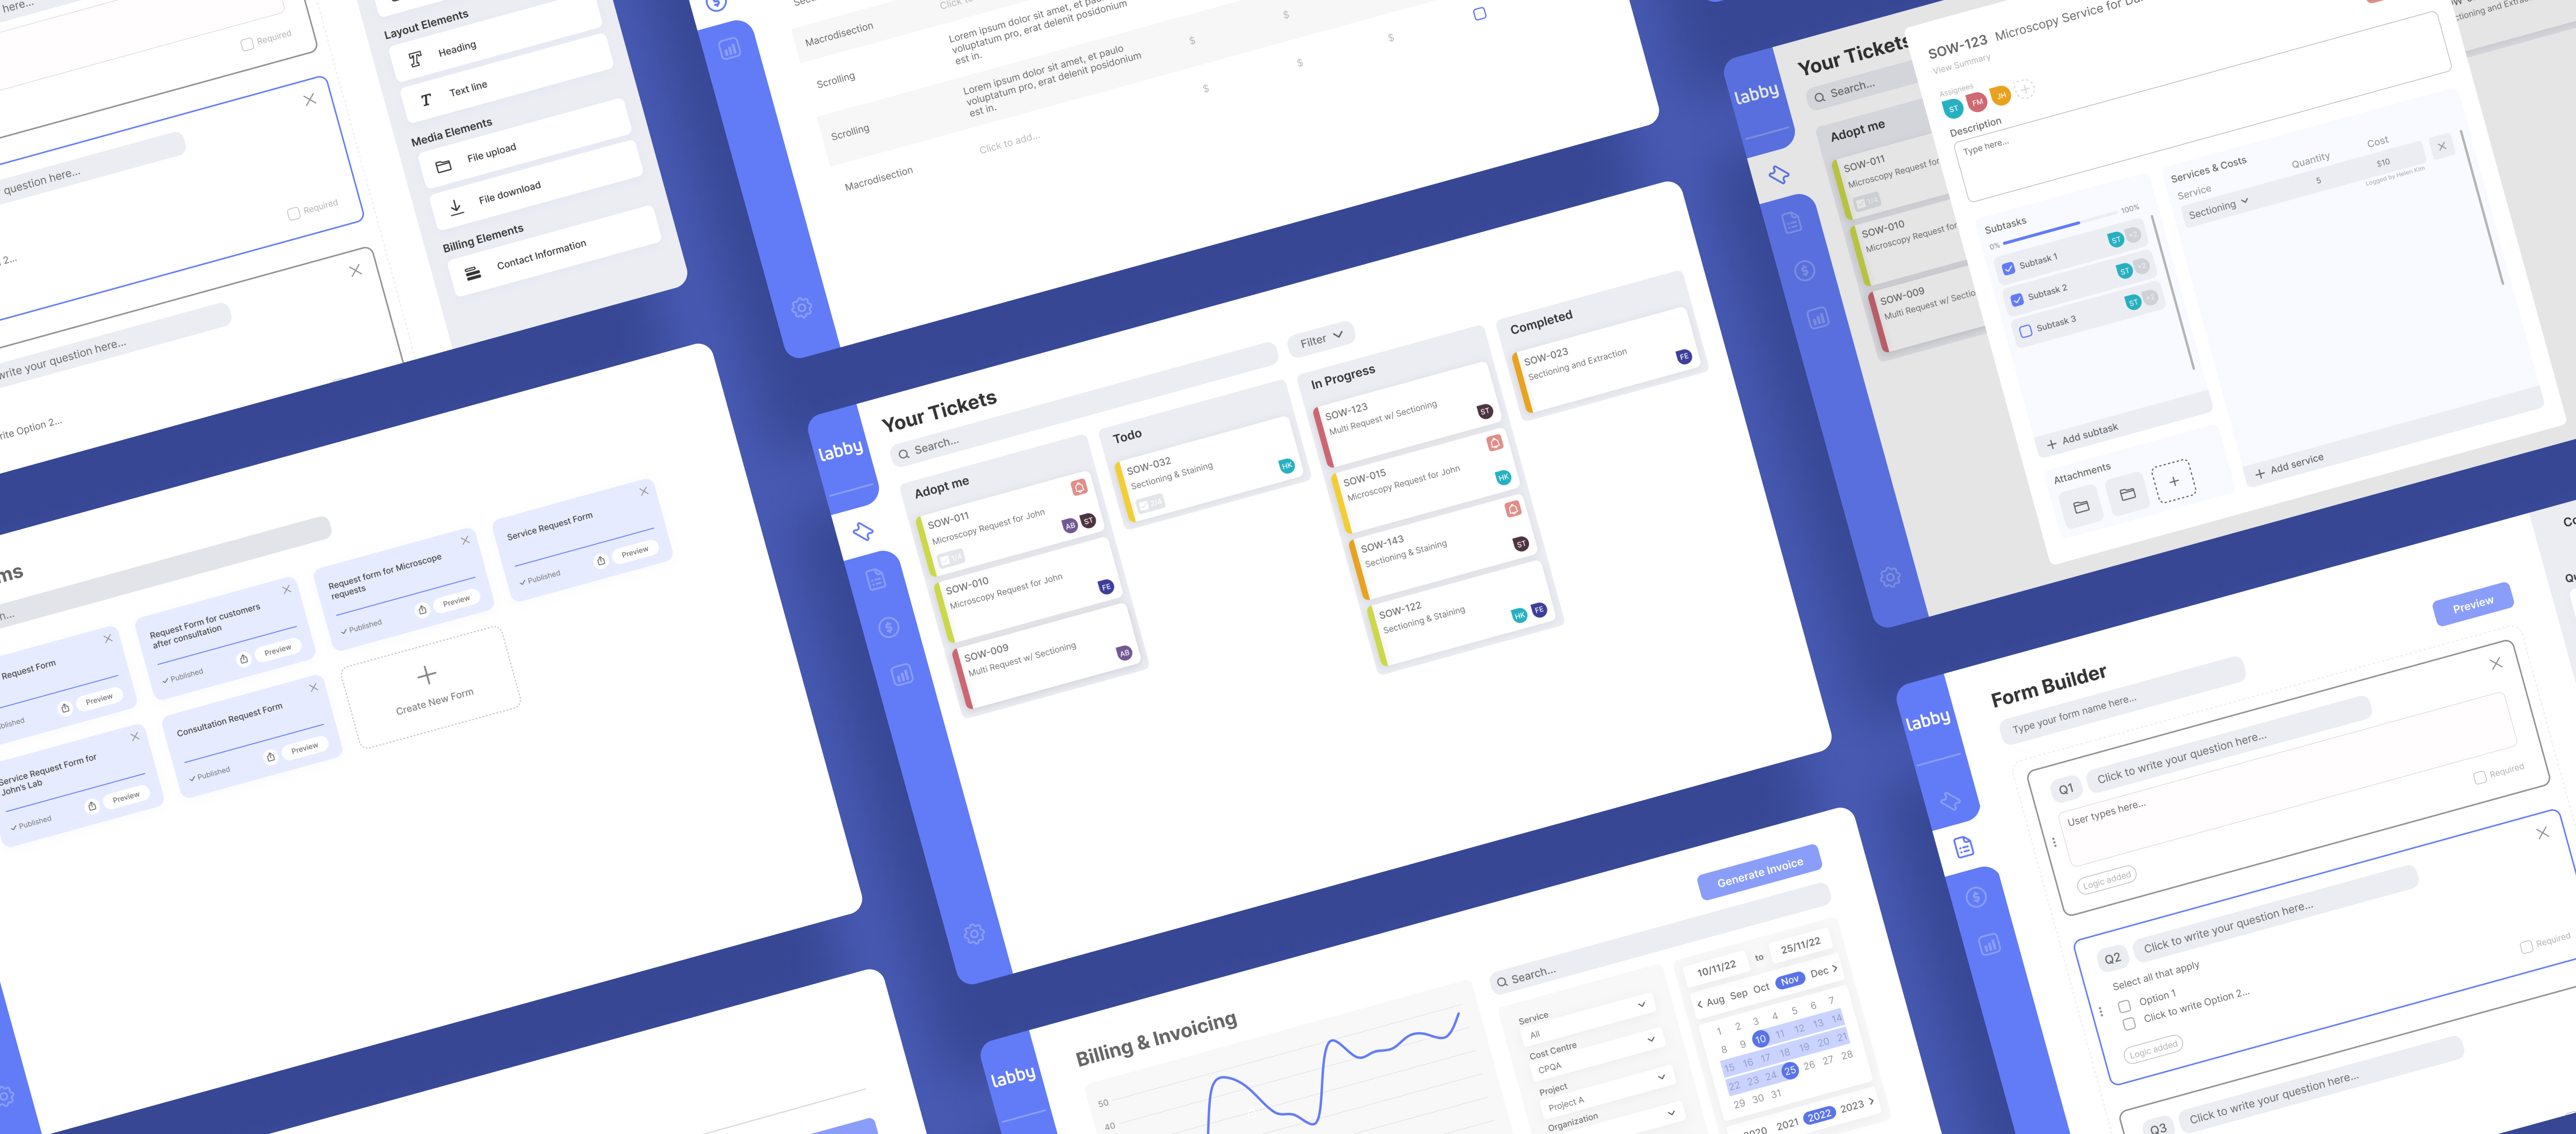 here...
Required
question here...
Required
2...
write your question here...
rite Option 2...
Layout Elements
Heading
Text line
Media Elements
File upload
File download
Billing Elements
Contact Information
Macrodisection
Lorem ipsum dolor sit amet, et paulo
voluptatum pro, erat delenit posidonium
est in.
$
Scrolling
Lorem ipsum dolor sit amet, et paulo
voluptatum pro, erat delenit posidonium
est in.
$
$
Scrolling
$
$
Macrodisection
Click to add...
labby
Your Tickets
Search...
Adopt me
SOW-011
Microscopy Request for
1/4
SOW-010
Microscopy Request for
SOW-009
Multi Request w/ Sectio
SOW-123 Microscopy Service for
View Summary
Assignees
ST
FM
JH
Description
Type here...
Subtasks
0%
100%
Subtask 1
ST
+2
Subtask 2
ST
+2
Subtask 3
ST
+2
Add subtask
Attachments
Services & Costs
Service
Quantity
Cost
Sectioning
5
$10
Logged by Helen Kim
Add service
ctioning and Extraction
labby
Your Tickets
Search...
Filter
Adopt me
SOW-011
Microscopy Request for John
1/4
AB
ST
SOW-010
Microscopy Request for John
FE
SOW-009
Multi Request w/ Sectioning
AB
Todo
SOW-032
Sectioning & Staining
2/4
HK
In Progress
SOW-123
Multi Request w/ Sectioning
ST
SOW-015
Microscopy Request for John
HK
SOW-143
Sectioning & Staining
ST
SOW-122
Sectioning & Staining
HK
FE
Completed
SOW-023
Sectioning and Extraction
FE
ms
Request Form
Preview
Request Form for customers
after consultation
Published
Preview
Request form for Microscope
requests
Published
Preview
Service Request Form
Published
Preview
Service Request Form for
John's Lab
Published
Preview
Consultation Request Form
Published
Preview
Create New Form
labby
Billing & Invoicing
Generate Invoice
Search...
50
40
Service
All
Cost Centre
CPQA
Project
Project A
Organization
10/11/22 to 25/11/22
Aug Sep Oct Nov Dec
1 2 3 4 5 6 7
8 9 10 11 12 13 14
15 16 17 18 19 20 21
22 23 24 25 26 27 28
29 30 31
2020 2021 2022 2023
labby
Form Builder
Preview
Type your form name here...
Q1
Click to write your question here...
User types here...
Required
Logic added
Q2
Click to write your question here...
Select all that apply
Option 1
Click to write Option 2...
Required
Logic added
Q3
Click to write your question here...